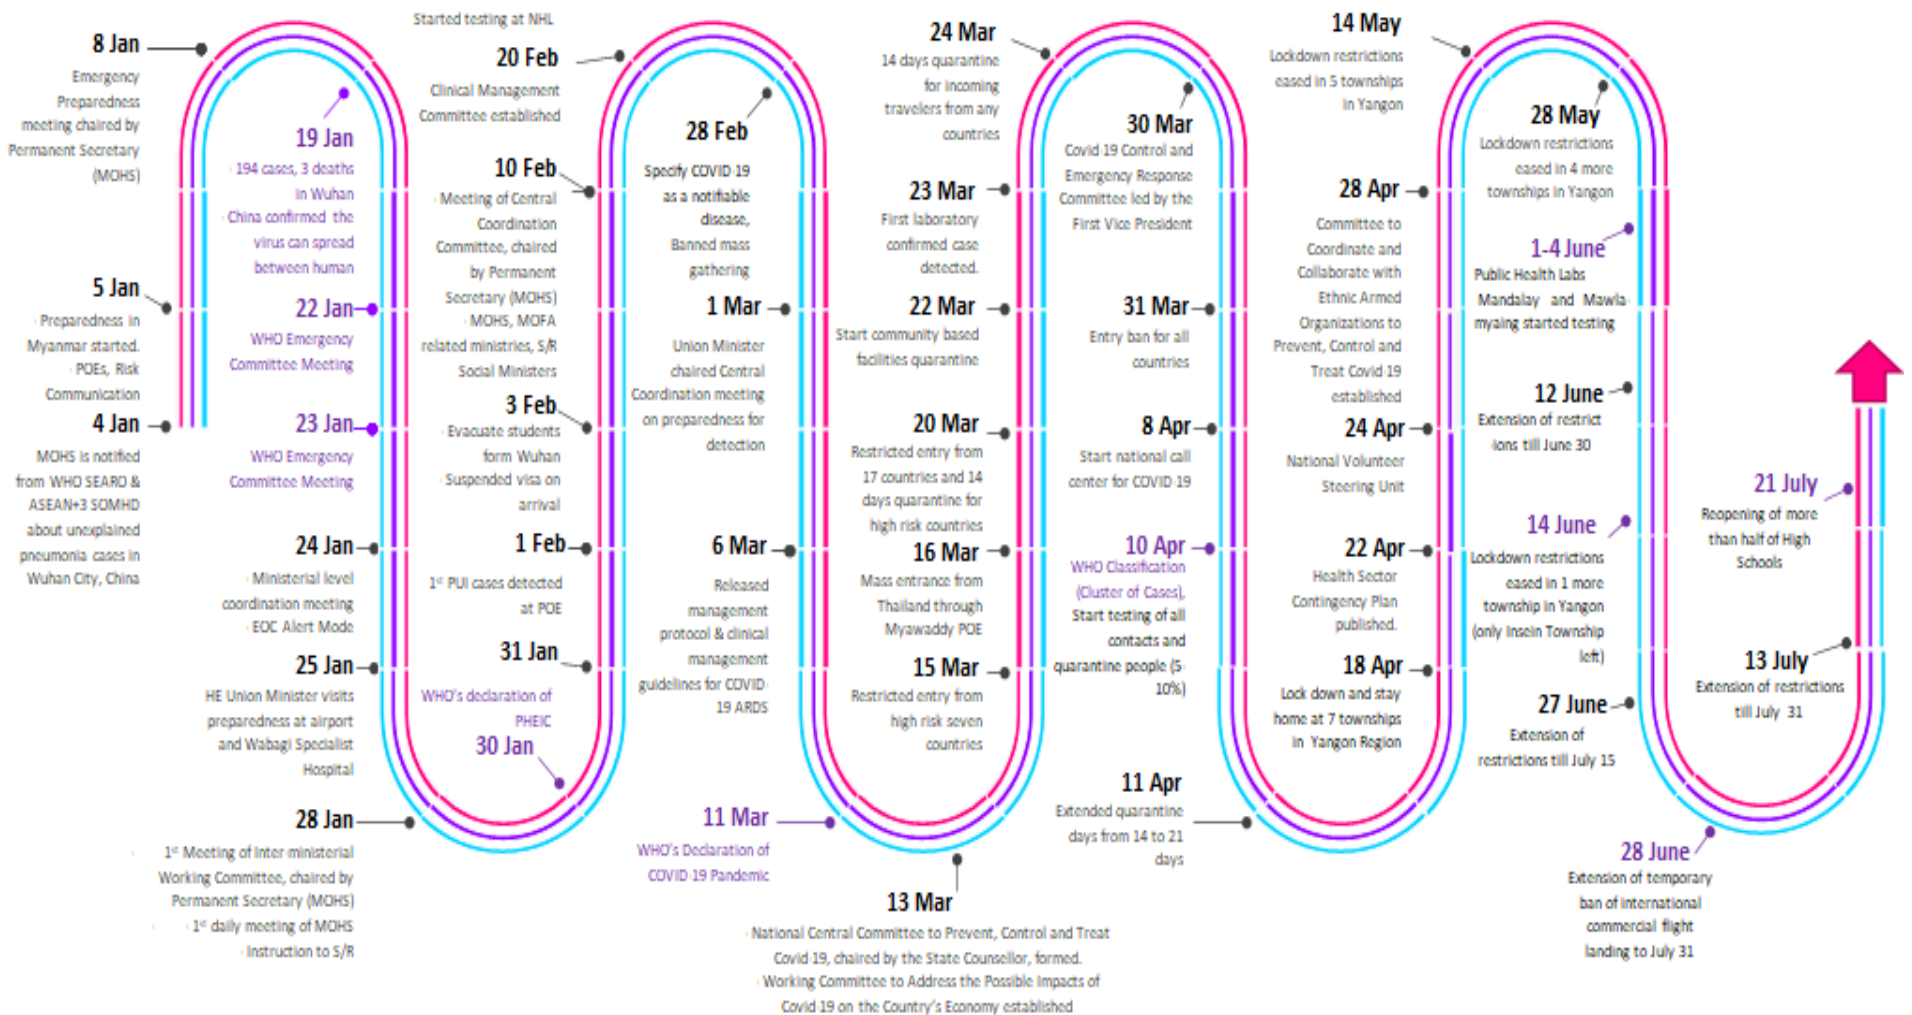 8 Jan
Emergency
Preparedness
meeting chaired by
Permanent Secretary
(MOHS)
5 Jan
· Preparedness in
Myanmar started.
· POEs, Risk
Communication
4 Jan
MOHS is notified
from WHO SEARO &
ASEAN+3 SOMHD
about unexplained
pneumonia cases in
Wuhan City, China
19 Jan
· 194 cases, 3 deaths
in Wuhan
· China confirmed the
virus can spread
between human
22 Jan
WHO Emergency
Committee Meeting
23 Jan
WHO Emergency
Committee Meeting
24 Jan
· Ministerial level
coordination meeting
· EOC Alert Mode
25 Jan
HE Union Minister visits
preparedness at airport
and Wabagi Specialist
Hospital
28 Jan
· 1st Meeting of Inter ministerial
Working Committee, chaired by
Permanent Secretary (MOHS)
· 1st daily meeting of MOHS
· Instruction to S/R
Started testing at NHL
20 Feb
Clinical Management
Committee established
10 Feb
· Meeting of Central
Coordination
Committee, chaired
by Permanent
Secretary (MOHS)
· MOHS, MOFA
related ministries, S/R
Social Ministers
3 Feb
· Evacuate students
form Wuhan
· Suspended visa on
arrival
1 Feb
1st PUI cases detected
at POE
31 Jan
WHO's declaration of
PHEIC
30 Jan
28 Feb
Specify COVID 19
as a notifiable
disease,
Banned mass
gathering
1 Mar
Union Minister
chaired Central
Coordination meeting
on preparedness for
detection
6 Mar
Released
management
protocol & clinical
management
guidelines for COVID
19 ARDS
11 Mar
WHO's Declaration of
COVID 19 Pandemic
13 Mar
· National Central Committee to Prevent, Control and Treat
Covid 19, chaired by the State Counsellor, formed.
· Working Committee to Address the Possible Impacts of
Covid 19 on the Country's Economy established
24 Mar
14 days quarantine
for incoming
travelers from any
countries
23 Mar
First laboratory
confirmed case
detected.
22 Mar
Start community based
facilities quarantine
20 Mar
Restricted entry from
17 countries and 14
days quarantine for
high risk countries
16 Mar
Mass entrance from
Thailand through
Myawaddy POE
15 Mar
Restricted entry from
high risk seven
countries
30 Mar
Covid 19 Control and
Emergency Response
Committee led by the
First Vice President
31 Mar
Entry ban for all
countries
8 Apr
Start national call
center for COVID 19
10 Apr
WHO Classification
(Cluster of Cases),
Start testing of all
contacts and
quarantine people (5
10%)
11 Apr
Extended quarantine
days from 14 to 21
days
14 May
Lockdown restrictions
eased in 5 townships
in Yangon
28 Apr
Committee to
Coordinate and
Collaborate with
Ethnic Armed
Organizations to
Prevent, Control and
Treat Covid 19
established
24 Apr
National Volunteer
Steering Unit
22 Apr
Health Sector
Contingency Plan
published.
18 Apr
Lock down and stay
home at 7 townships
in Yangon Region
28 May
Lockdown restrictions
eased in 4 more
townships in Yangon
1-4 June
Public Health Labs
Mandalay and Mawla
myaing started testing
12 June
Extension of restrict
ions till June 30
14 June
Lockdown restrictions
eased in 1 more
township in Yangon
(only Insein Township
left)
27 June
Extension of
restrictions till July 15
28 June
Extension of temporary
ban of international
commercial flight
landing to July 31
21 July
Reopening of more
than half of High
Schools
13 July
Extension of restrictions
till July 31